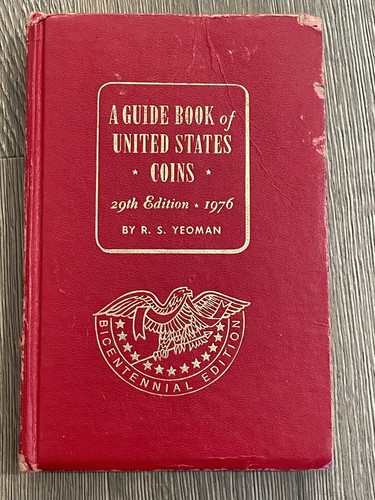 A GUIDE BOOK of
UNITED STATES
★ COINS ★
29th Edition ★ 1976
BY R. S. YEOMAN
BICENTENNIAL EDITION